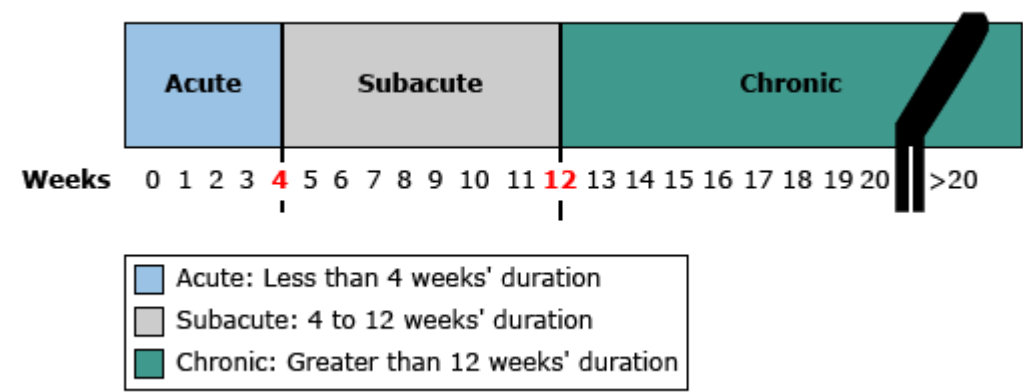 Acute Subacute Chronic
Weeks 0 1 2 3 4 5 6 7 8 9 10 11 12 13 14 15 16 17 18 19 20 >20
Acute: Less than 4 weeks' duration
Subacute: 4 to 12 weeks' duration
Chronic: Greater than 12 weeks' duration